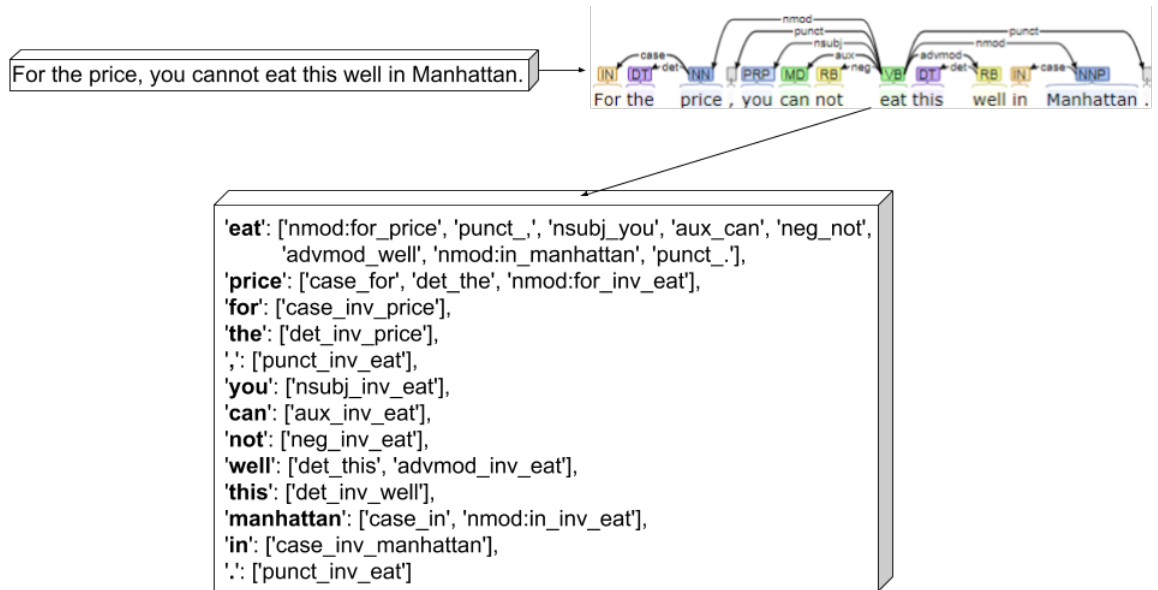 For the price, you cannot eat this well in Manhattan.
nmod
punct punct
nsubj nmod
case aux advmod
det neg det case
IN DT NN , PRP MD RB VB DT RB IN NNP .
For the price , you can not eat this well in Manhattan .
'eat': ['nmod:for_price', 'punct_,', 'nsubj_you', 'aux_can', 'neg_not',
'advmod_well', 'nmod:in_manhattan', 'punct_.'],
'price': ['case_for', 'det_the', 'nmod:for_inv_eat'],
'for': ['case_inv_price'],
'the': ['det_inv_price'],
',': ['punct_inv_eat'],
'you': ['nsubj_inv_eat'],
'can': ['aux_inv_eat'],
'not': ['neg_inv_eat'],
'well': ['det_this', 'advmod_inv_eat'],
'this': ['det_inv_well'],
'manhattan': ['case_in', 'nmod:in_inv_eat'],
'in': ['case_inv_manhattan'],
'.': ['punct_inv_eat']